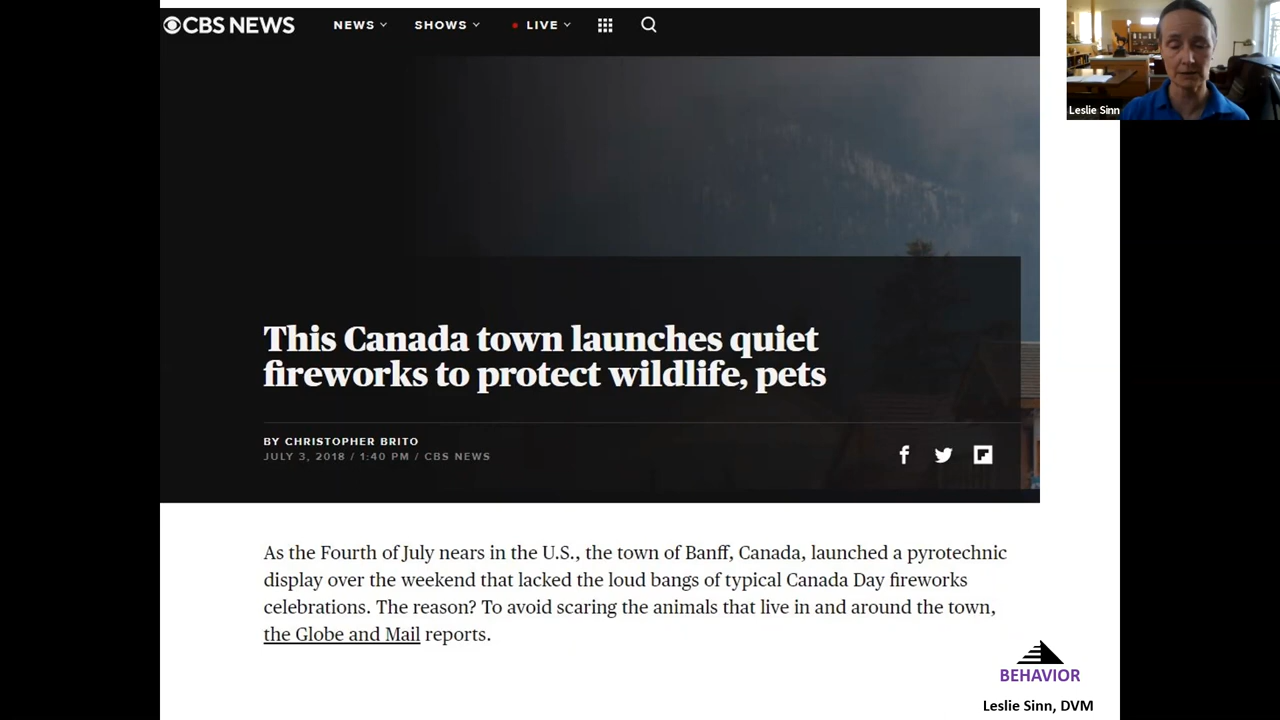 CBS NEWS
NEWS
SHOWS
LIVE
Leslie Sinn
This Canada town launches quiet
fireworks to protect wildlife, pets
BY CHRISTOPHER BRITO
JULY 3, 2018 / 1:40 PM / CBS NEWS
As the Fourth of July nears in the U.S., the town of Banff, Canada, launched a pyrotechnic
display over the weekend that lacked the loud bangs of typical Canada Day fireworks
celebrations. The reason? To avoid scaring the animals that live in and around the town,
the Globe and Mail reports.
BEHAVIOR
Leslie Sinn, DVM